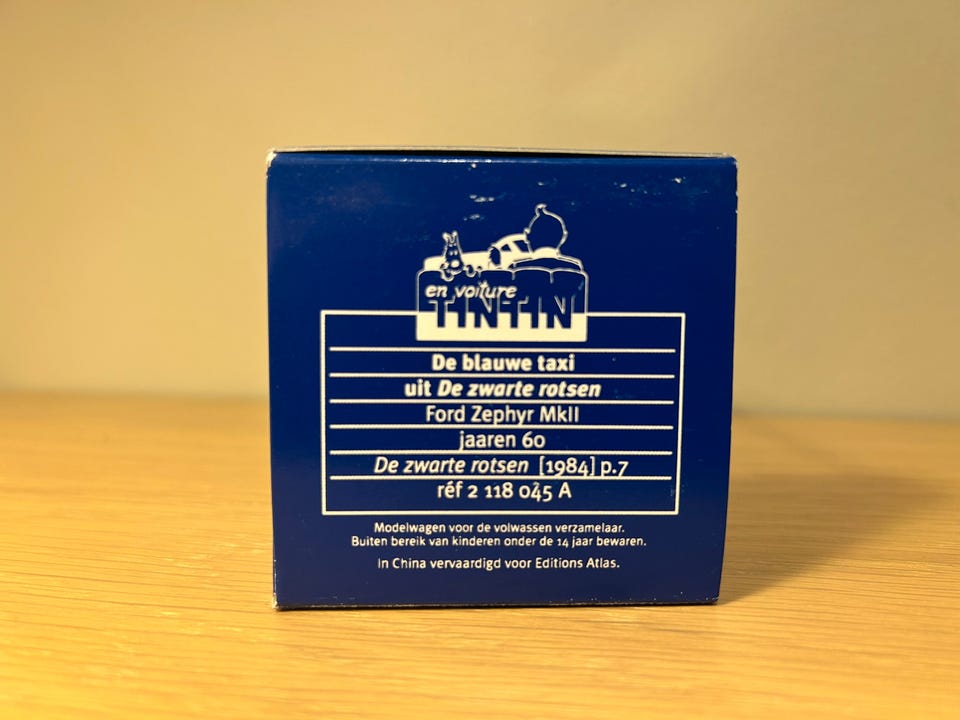 en voiture
TINTIN
De blauwe taxi
uit De zwarte rotsen
Ford Zephyr MkII
jaaren 60
De zwarte rotsen [1984] p.7
réf 2 118 045 A
Modelwagen voor de volwassen verzamelaar.
Buiten bereik van kinderen onder de 14 jaar bewaren.
In China vervaardigd voor Editions Atlas.